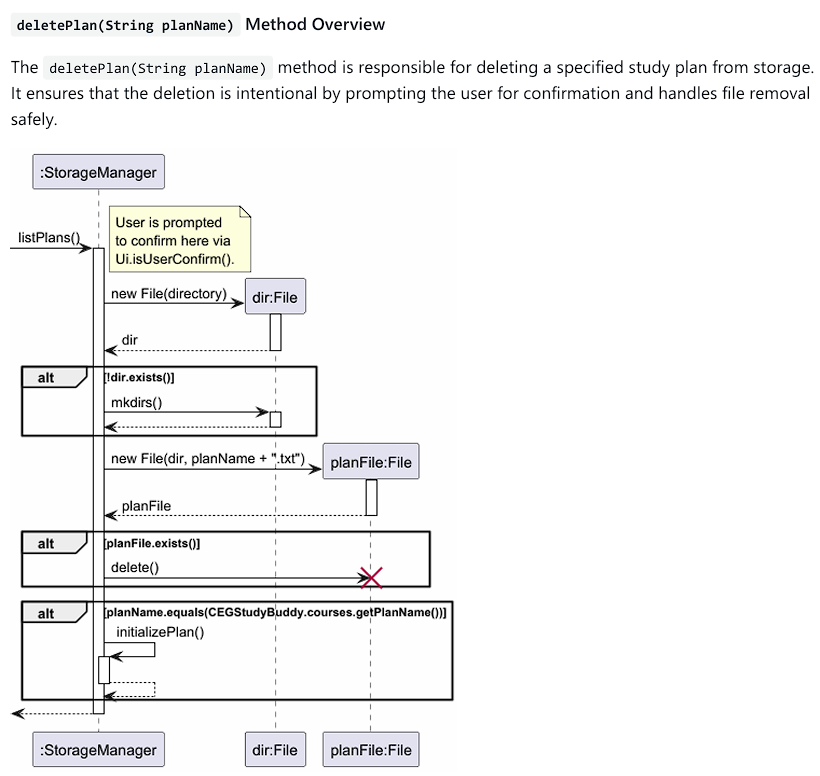 deletePlan(String planName) Method Overview
The deletePlan(String planName) method is responsible for deleting a specified study plan from storage.
It ensures that the deletion is intentional by prompting the user for confirmation and handles file removal
safely.
:StorageManager
User is prompted
to confirm here via
Ui.isUserConfirm().
listPlans()
new File(directory)
dir:File
dir
alt
[!dir.exists()]
mkdirs()
new File(dir, planName + ".txt")
planFile:File
planFile
alt
[planFile.exists()]
delete()
alt
[planName.equals(CEGStudyBuddy.courses.getPlanName())]
initializePlan()
:StorageManager
dir:File
planFile:File